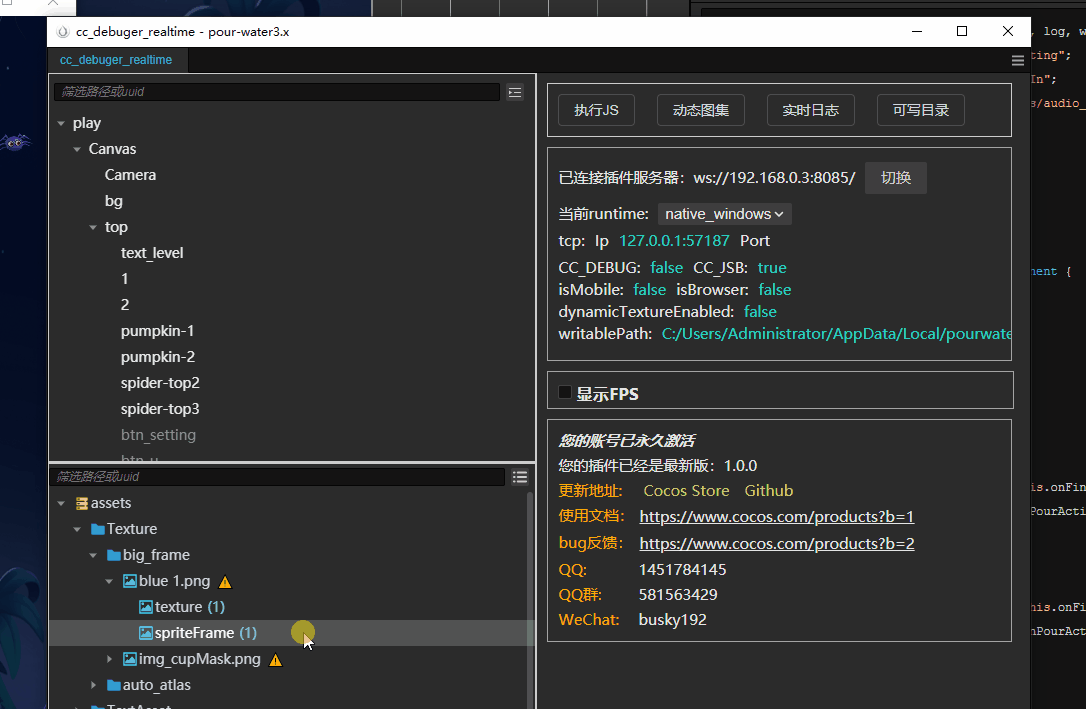 cc_debuger_realtime - pour-water3.x
cc_debuger_realtime
筛选路径或uuid
play
Canvas
Camera
bg
top
text_level
1
2
pumpkin-1
pumpkin-2
spider-top2
spider-top3
btn_setting
筛选路径或uuid
assets
Texture
big_frame
blue 1.png
texture (1)
spriteFrame (1)
img_cupMask.png
auto_atlas
TextAsset
执行JS 动态图集 实时日志 可写目录
已连接插件服务器: ws://192.168.0.3:8085/ 切换
当前runtime: native_windows
tcp: Ip 127.0.0.1:57187 Port
CC_DEBUG: false CC_JSB: true
isMobile: false isBrowser: false
dynamicTextureEnabled: false
writablePath: C:/Users/Administrator/AppData/Local/pourwate
显示FPS
您的账号已永久激活
您的插件已经是最新版: 1.0.0
更新地址: Cocos Store Github
使用文档: https://www.cocos.com/products?b=1
bug反馈: https://www.cocos.com/products?b=2
QQ: 1451784145
QQ群: 581563429
WeChat: busky192
, log, w
ting";
In";
s/audio_
nent {
is.onFin
PourActi
his.onFi
nPourAct